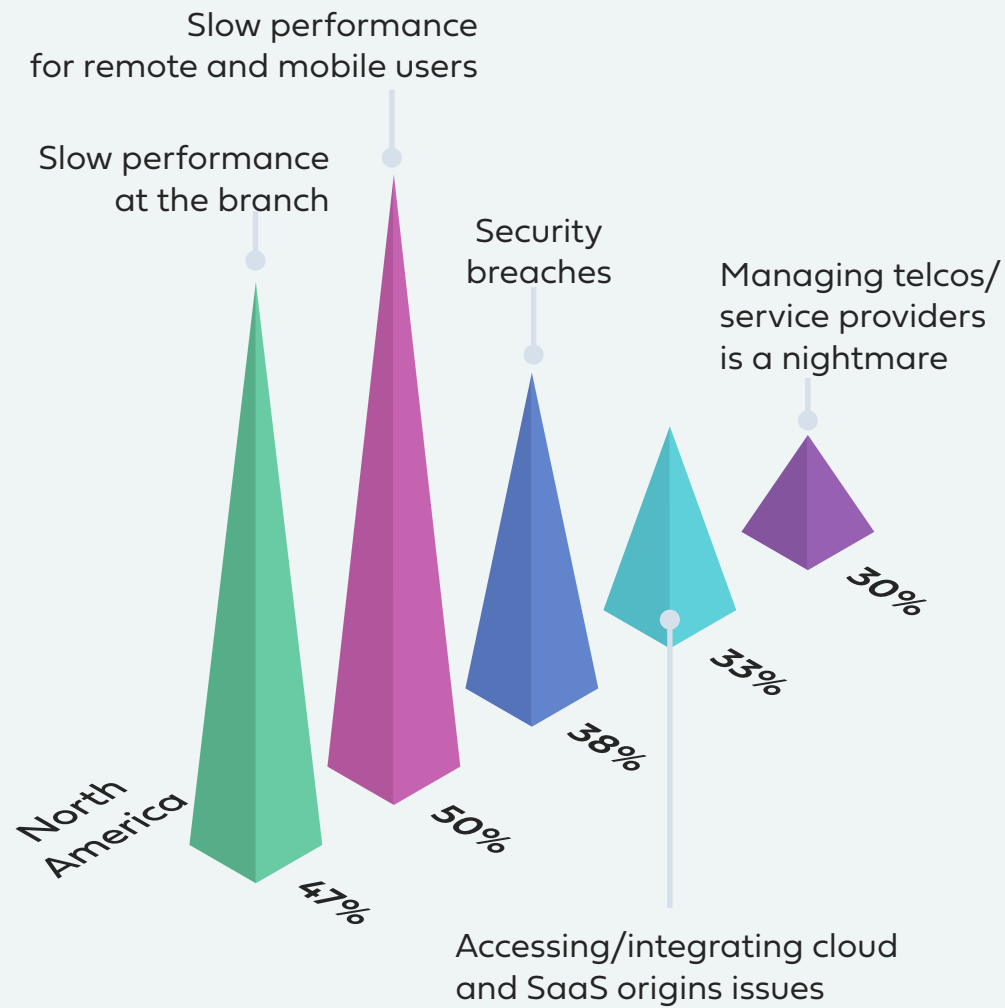 Slow performance
for remote and mobile users
Slow performance
at the branch
Security
breaches
Managing telcos/
service providers
is a nightmare
30%
33%
38%
50%
47%
North
America
Accessing/integrating cloud
and SaaS origins issues